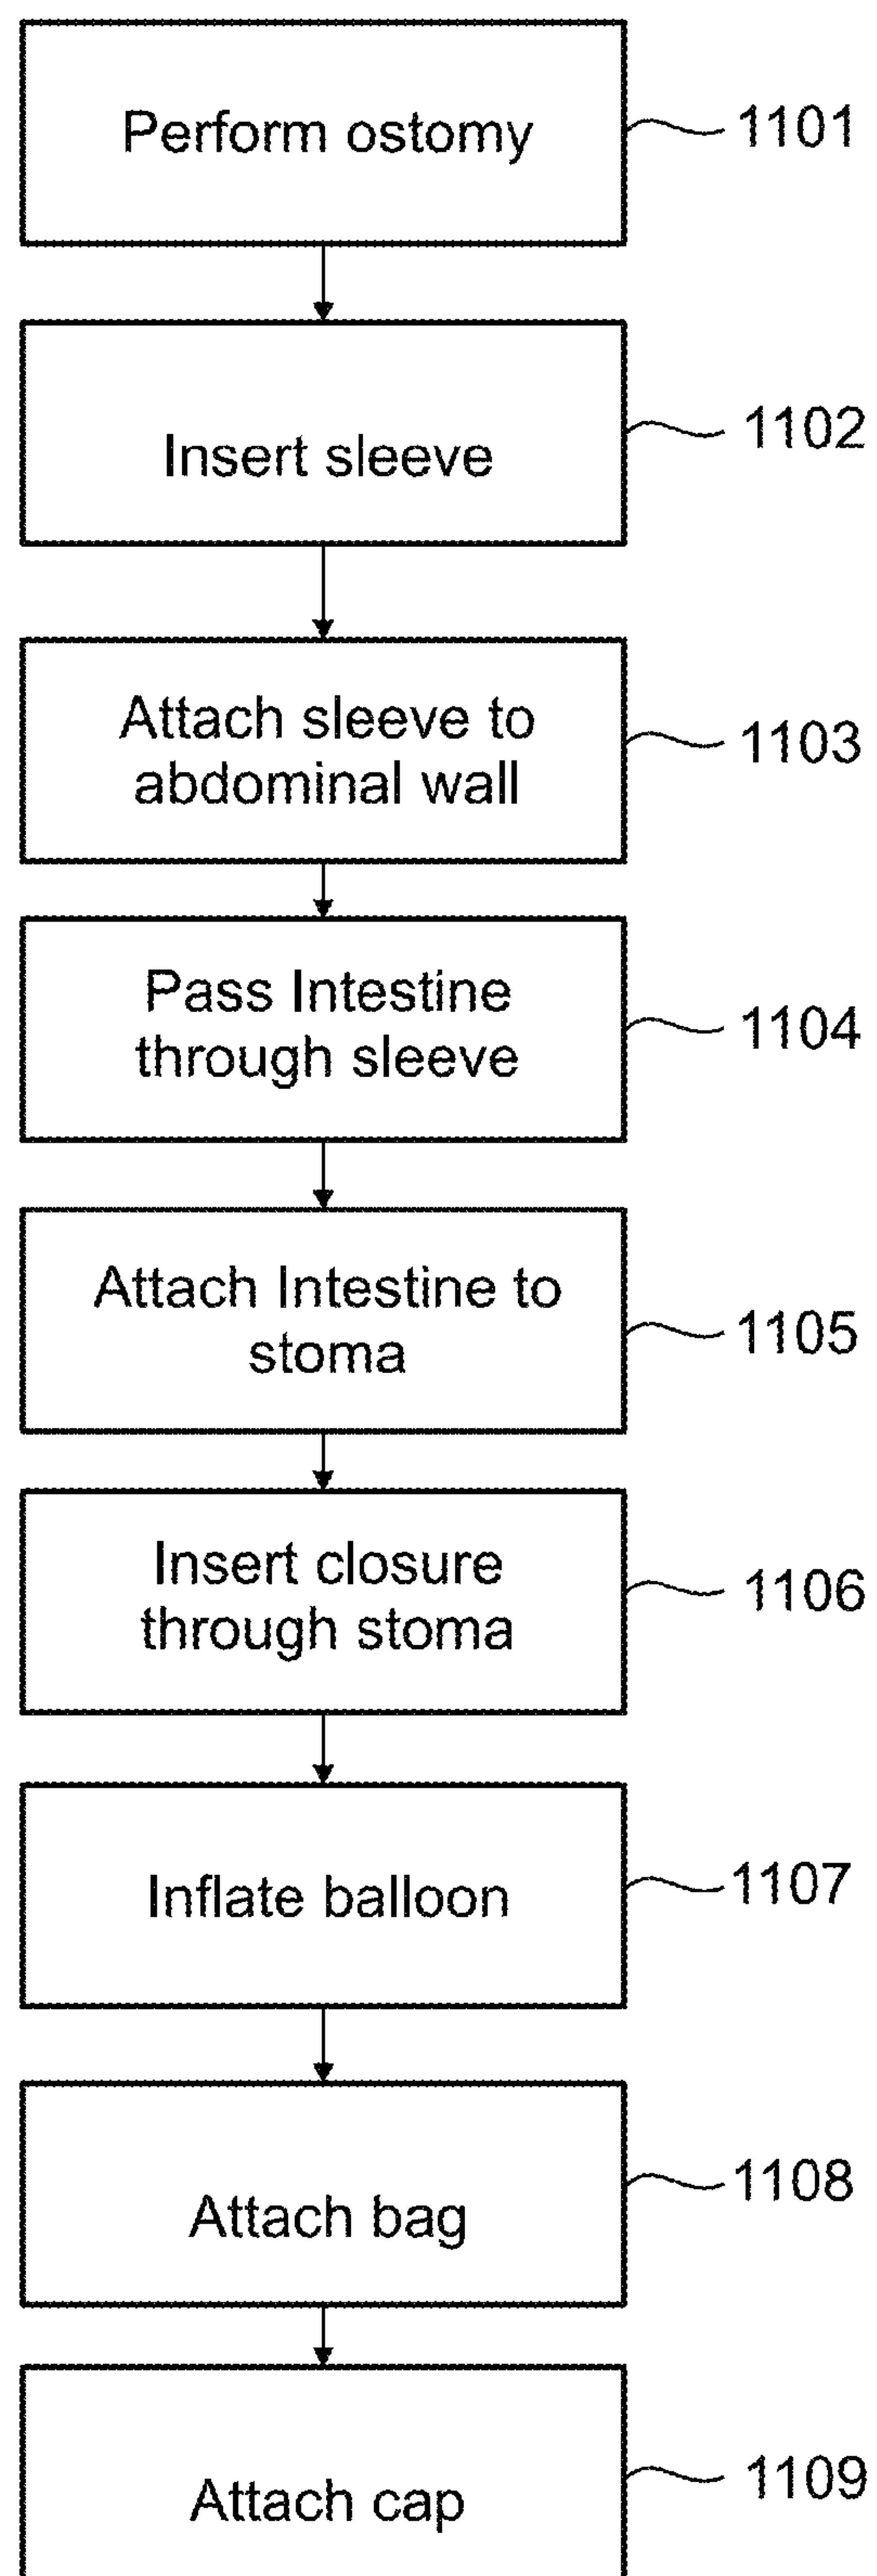 Perform ostomy
1101
Insert sleeve
1102
Attach sleeve to
abdominal wall
1103
Pass Intestine
through sleeve
1104
Attach Intestine to
stoma
1105
Insert closure
through stoma
1106
Inflate balloon
1107
Attach bag
1108
Attach cap
1109